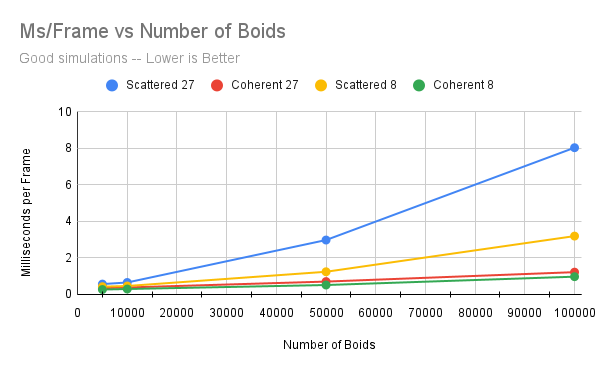 Ms/Frame vs Number of Boids
Good simulations -- Lower is Better
Scattered 27 Coherent 27 Scattered 8 Coherent 8
Milliseconds per Frame
10
8
6
4
2
0
0 10000 20000 30000 40000 50000 60000 70000 80000 90000 100000
Number of Boids